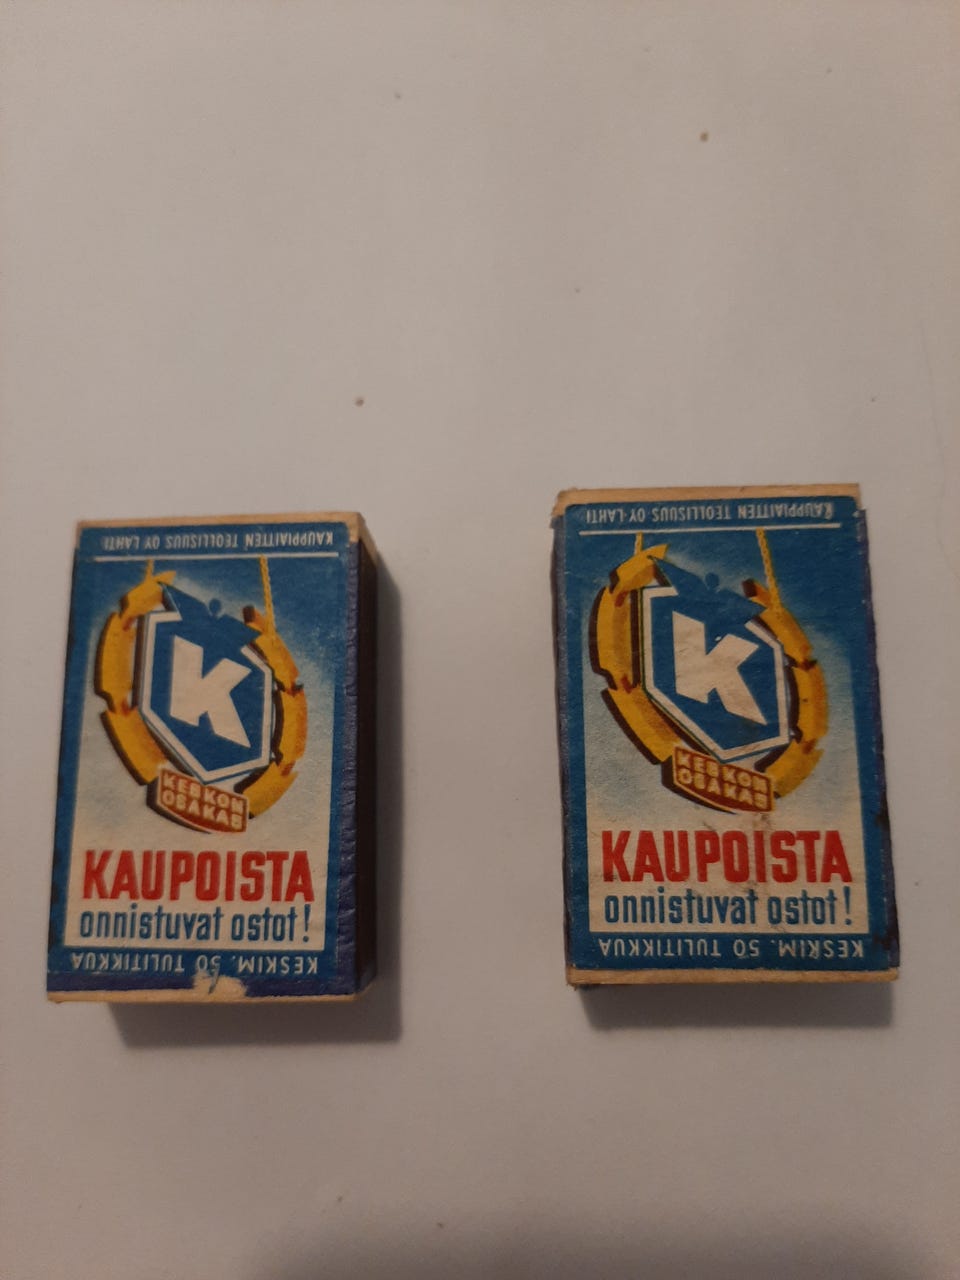 KAUPPIAITTEN TEOLLISUUS OY LAHTI
K
KESKON
OSAKAS
KAUPOISTA
onnistuvat ostot!
KESKIM. 50 TULITIKKUA
KAUPPIAITTEN TEOLLISUUS OY LAHTI
K
KESKON
OSAKAS
KAUPOISTA
onnistuvat ostot!
KESKIM. 50 TULITIKKUA